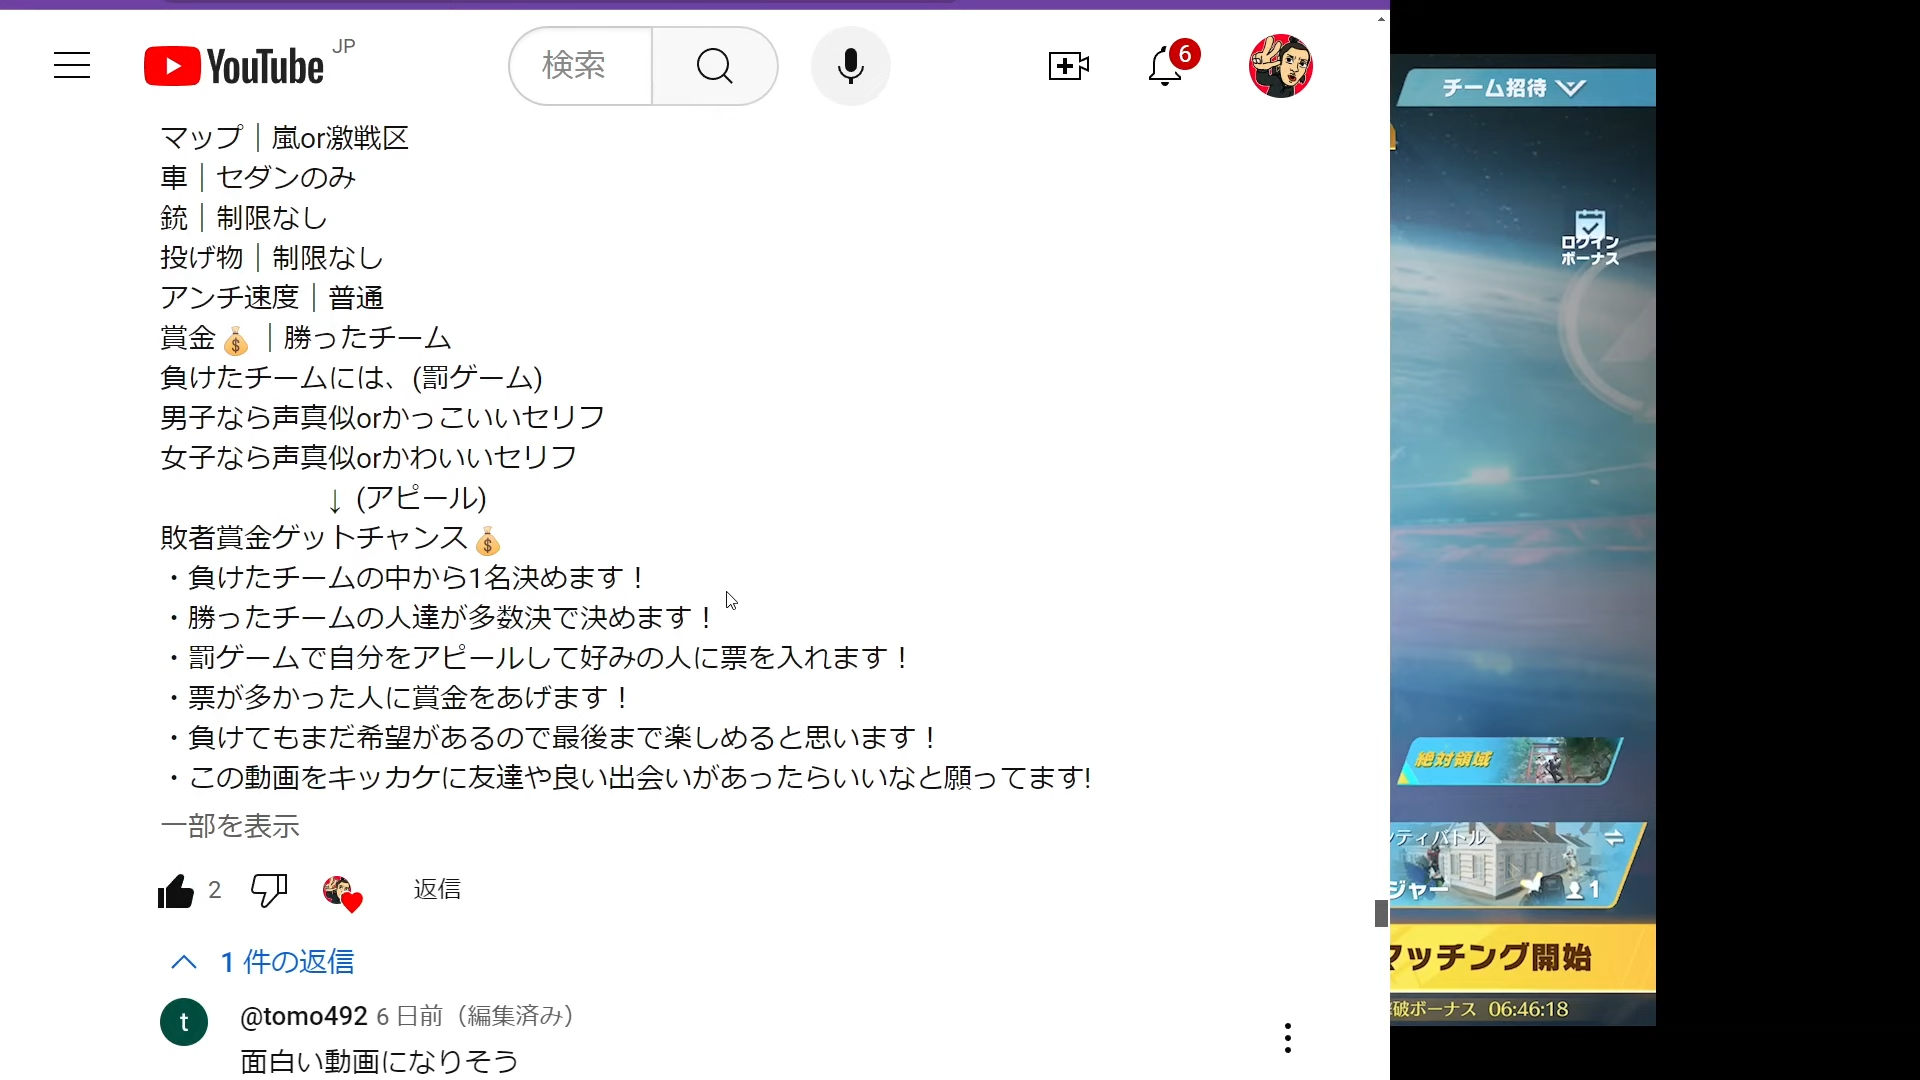 YouTube JP
検索
6
マップ｜嵐or激戦区
車｜セダンのみ
銃｜制限なし
投げ物｜制限なし
アンチ速度｜普通
賞金💰｜勝ったチーム
負けたチームには、(罰ゲーム)
男子なら声真似orかっこいいセリフ
女子なら声真似orかわいいセリフ
↓ (アピール)
敗者賞金ゲットチャンス💰
・負けたチームの中から1名決めます！
・勝ったチームの人達が多数決で決めます！
・罰ゲームで自分をアピールして好みの人に票を入れます！
・票が多かった人に賞金をあげます！
・負けてもまだ希望があるので最後まで楽しめると思います！
・この動画をキッカケに友達や良い出会いがあったらいいなと願ってます!
一部を表示
2
返信
1 件の返信
t
@tomo492 6 日前（編集済み）
面白い動画になりそう
チーム招待
ログイン
ボーナス
絶対領域
ティバトル
ジャー
1
マッチング開始
破ボーナス 06:46:18